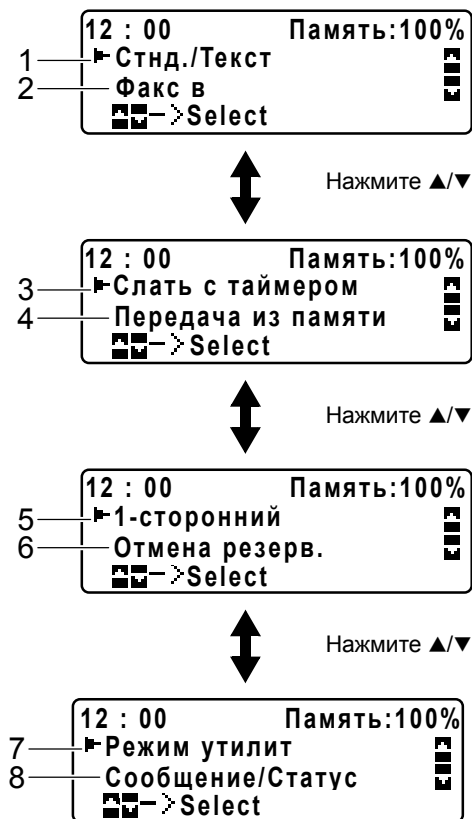 12 : 00 Память:100%
1 Стнд./Текст
2 Факс в
–>Select
Нажмите ▲/▼
12 : 00 Память:100%
3 Слать с таймером
4 Передача из памяти
–>Select
Нажмите ▲/▼
12 : 00 Память:100%
5 1-сторонний
6 Отмена резерв.
–>Select
Нажмите ▲/▼
12 : 00 Память:100%
7 Режим утилит
8 Сообщение/Статус
–>Select